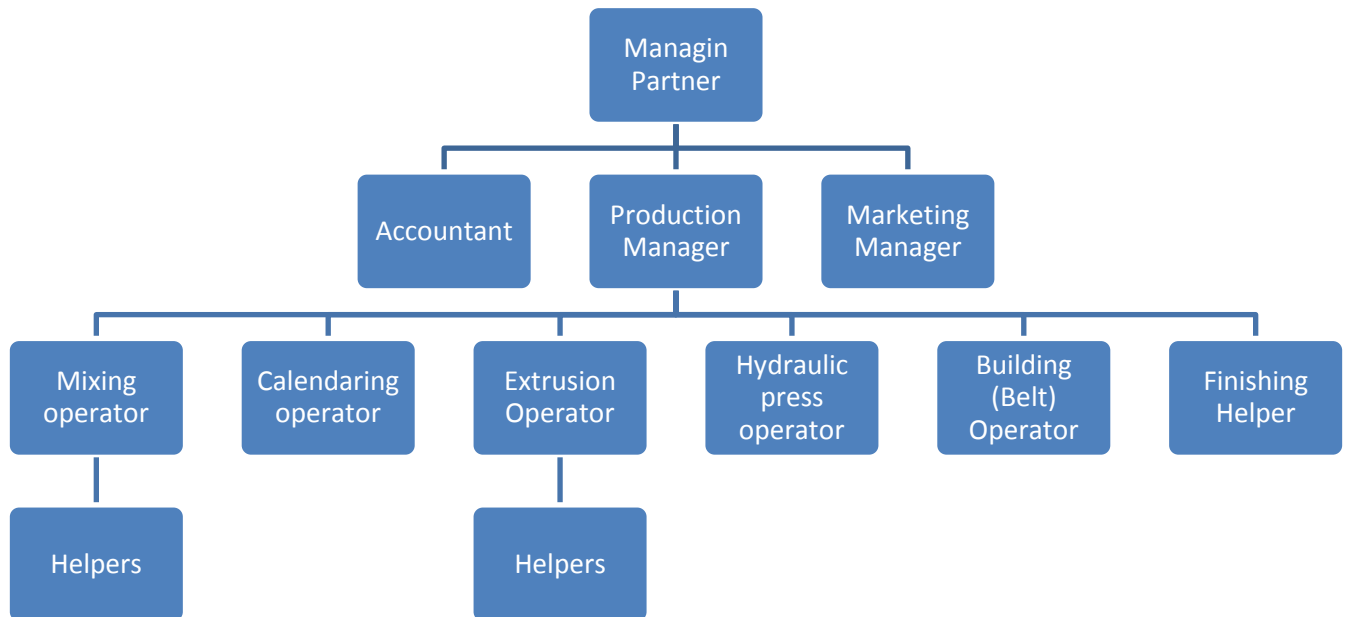 Managin
Partner
Accountant
Production
Manager
Marketing
Manager
Mixing
operator
Calendaring
operator
Extrusion
Operator
Hydraulic
press
operator
Building
(Belt)
Operator
Finishing
Helper
Helpers
Helpers